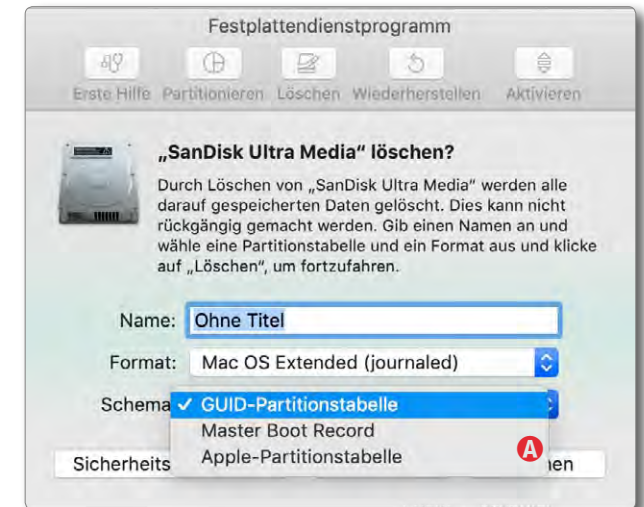 Festplattendienstprogramm
Erste Hilfe Partitionieren Löschen Wiederherstellen Aktivieren
„SanDisk Ultra Media“ löschen?
Durch Löschen von „SanDisk Ultra Media“ werden alle
darauf gespeicherten Daten gelöscht. Dies kann nicht
rückgängig gemacht werden. Gib einen Namen an und
wähle eine Partitionstabelle und ein Format aus und klicke
auf „Löschen“, um fortzufahren.
Name: Ohne Titel
Format: Mac OS Extended (journaled)
Schema ✓ GUID-Partitionstabelle
Master Boot Record
Apple-Partitionstabelle A
Sicherheits en